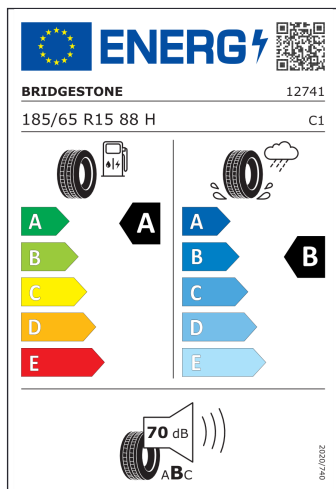 ENERG
BRIDGESTONE 12741
185/65 R15 88 H C1
A A
B
C
D
E
A
B B
C
D
E
70 dB
ABC
2020/740